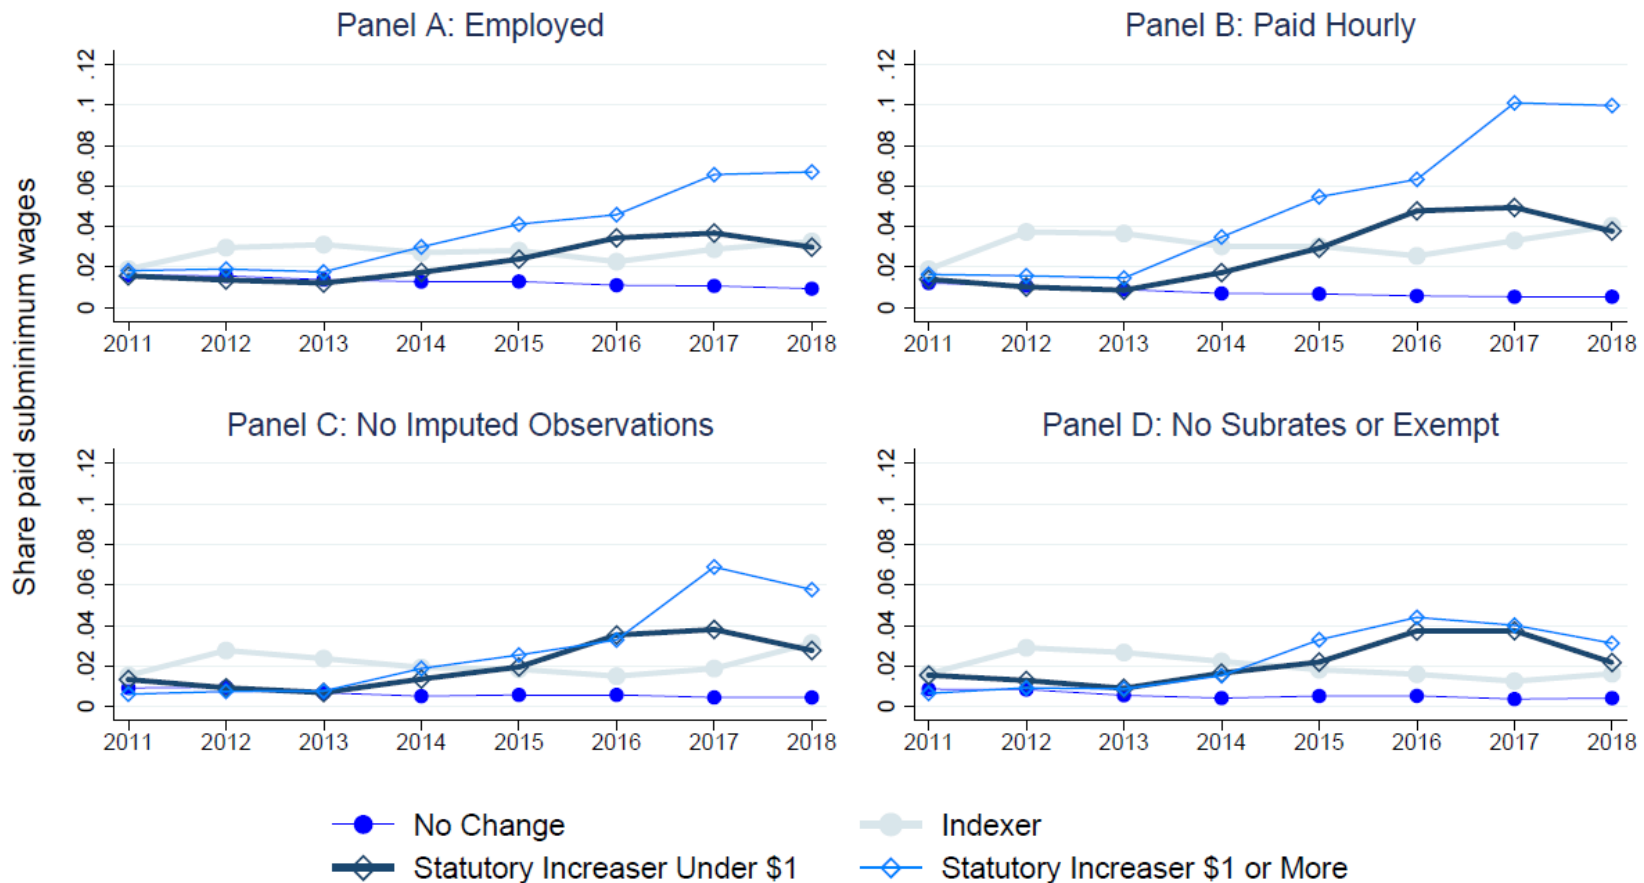 Panel A: Employed
Panel B: Paid Hourly
Share paid subminimum wages
.12
.1
.08
.06
.04
.02
0
2011 2012 2013 2014 2015 2016 2017 2018
.12
.1
.08
.06
.04
.02
0
2011 2012 2013 2014 2015 2016 2017 2018
Panel C: No Imputed Observations
Panel D: No Subrates or Exempt
.12
.1
.08
.06
.04
.02
0
2011 2012 2013 2014 2015 2016 2017 2018
.12
.1
.08
.06
.04
.02
0
2011 2012 2013 2014 2015 2016 2017 2018
No Change
Indexer
Statutory Increaser Under $1
Statutory Increaser $1 or More